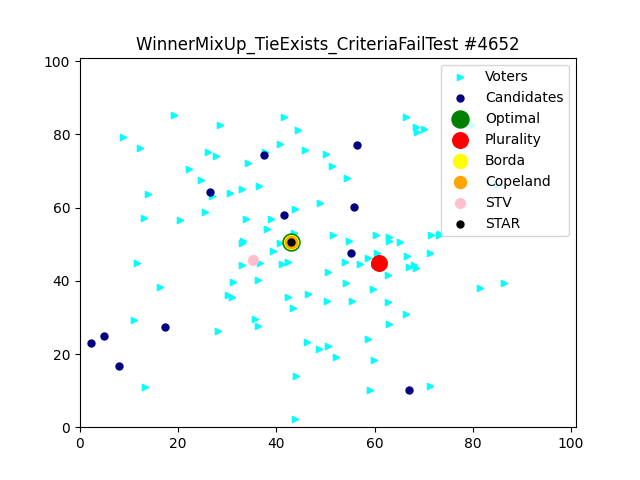 WinnerMixUp_TieExists_CriteriaFailTest #4652
100
80
60
40
20
0
0
20
40
60
80
100
Voters
Candidates
Optimal
Plurality
Borda
Copeland
STV
STAR